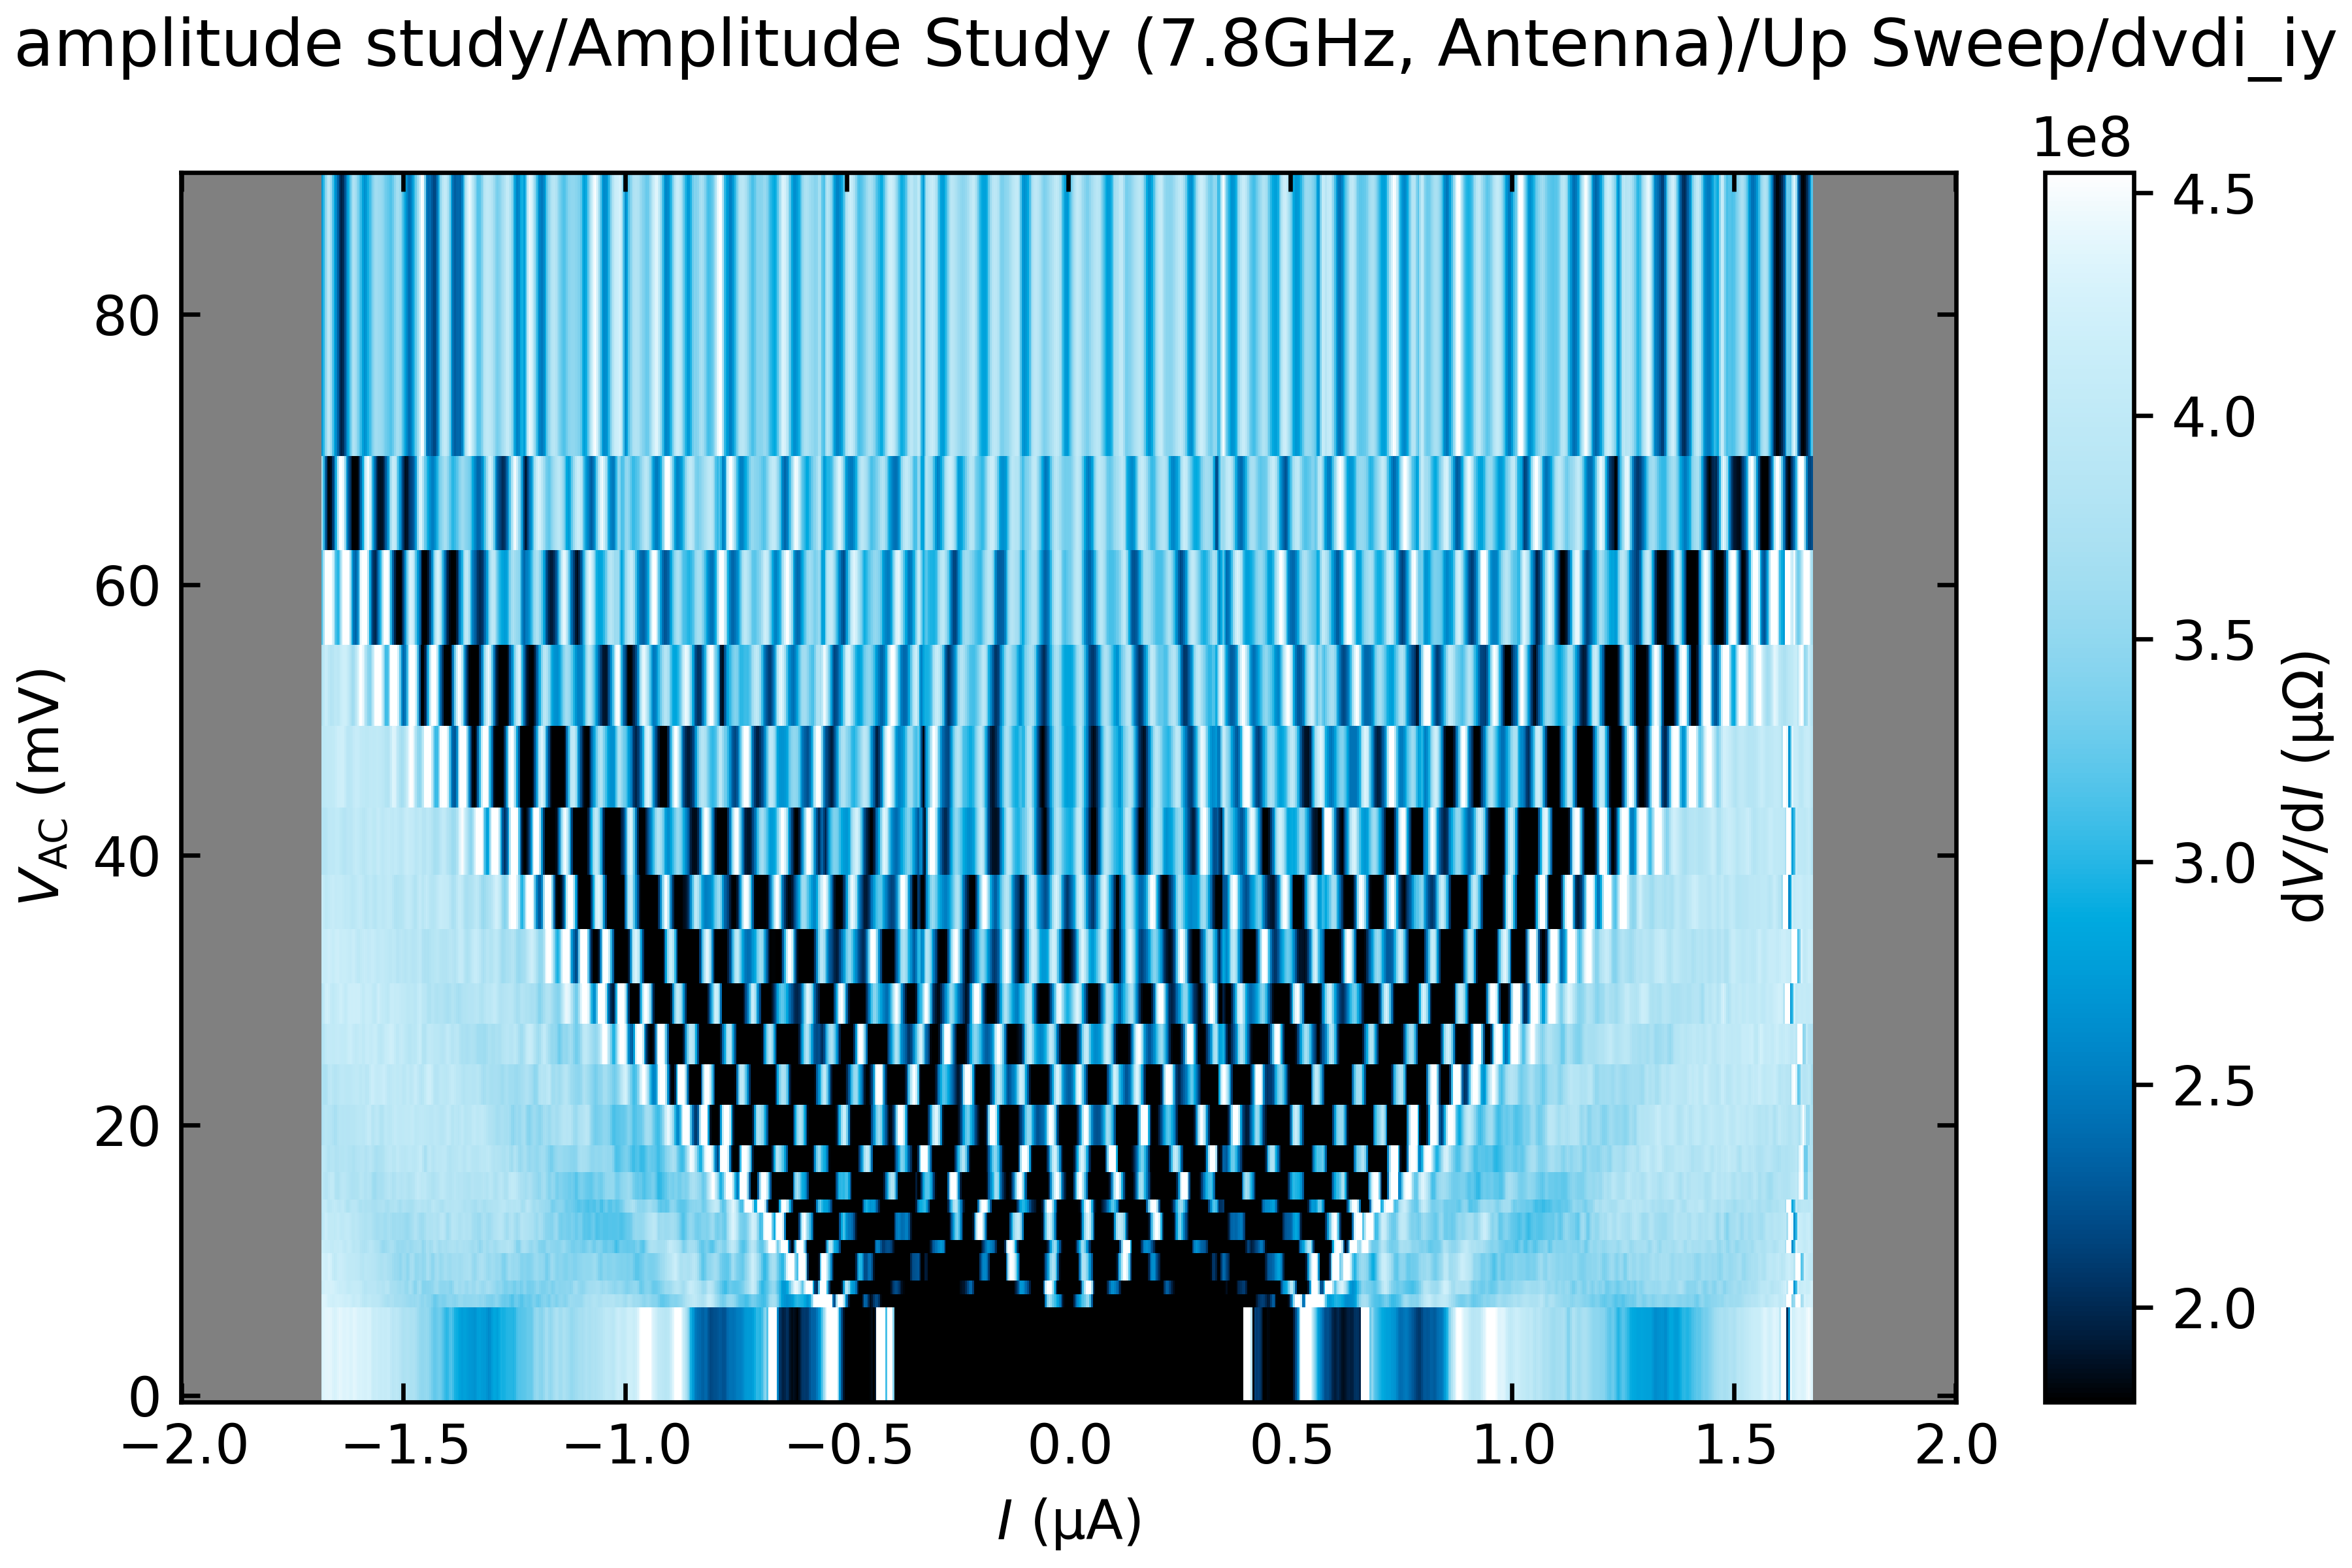 amplitude study/Amplitude Study (7.8GHz, Antenna)/Up Sweep/dvdi_iy
1e8
4.5
4.0
3.5
3.0
2.5
2.0
dV/dI (μΩ)
80
60
40
20
0
V_AC (mV)
−2.0 −1.5 −1.0 −0.5 0.0 0.5 1.0 1.5 2.0
I (μA)